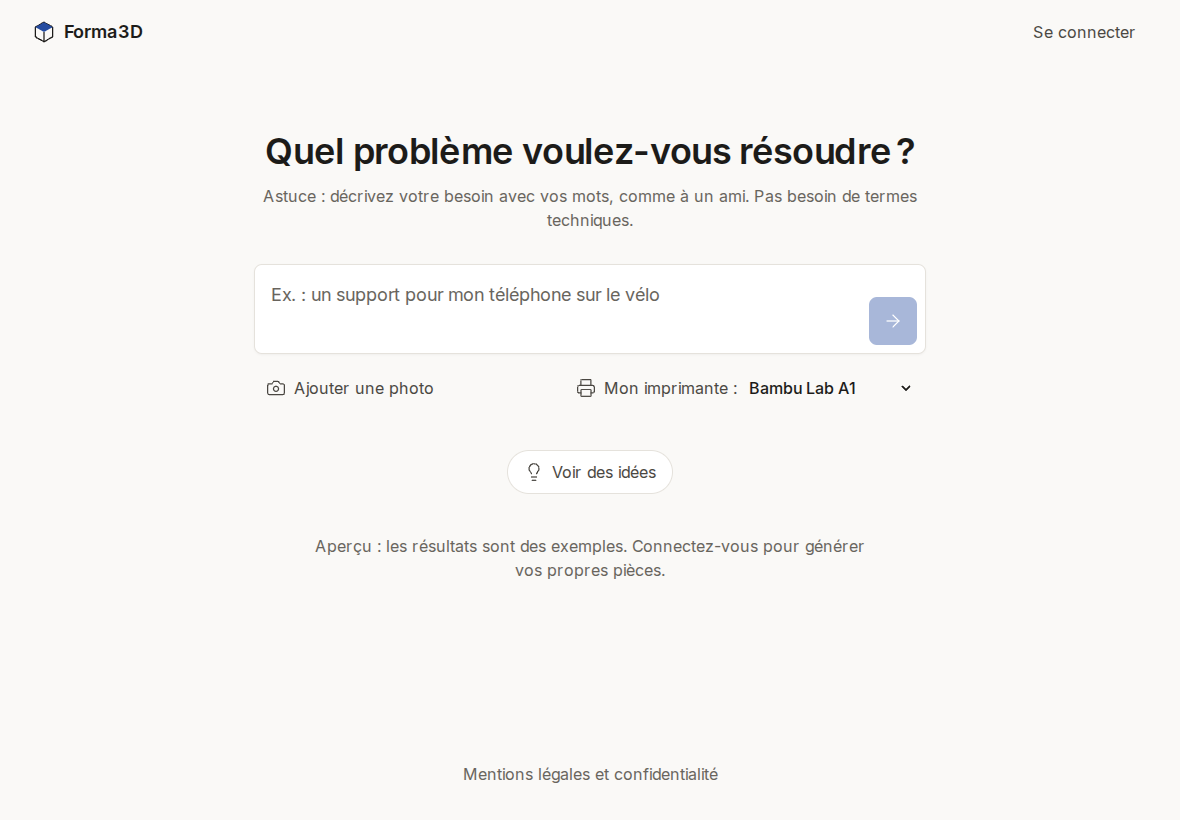 Forma3D
Se connecter
Quel problème voulez-vous résoudre ?
Astuce : décrivez votre besoin avec vos mots, comme à un ami. Pas besoin de termes
techniques.
Ex. : un support pour mon téléphone sur le vélo
Ajouter une photo
Mon imprimante : Bambu Lab A1
Voir des idées
Aperçu : les résultats sont des exemples. Connectez-vous pour générer
vos propres pièces.
Mentions légales et confidentialité